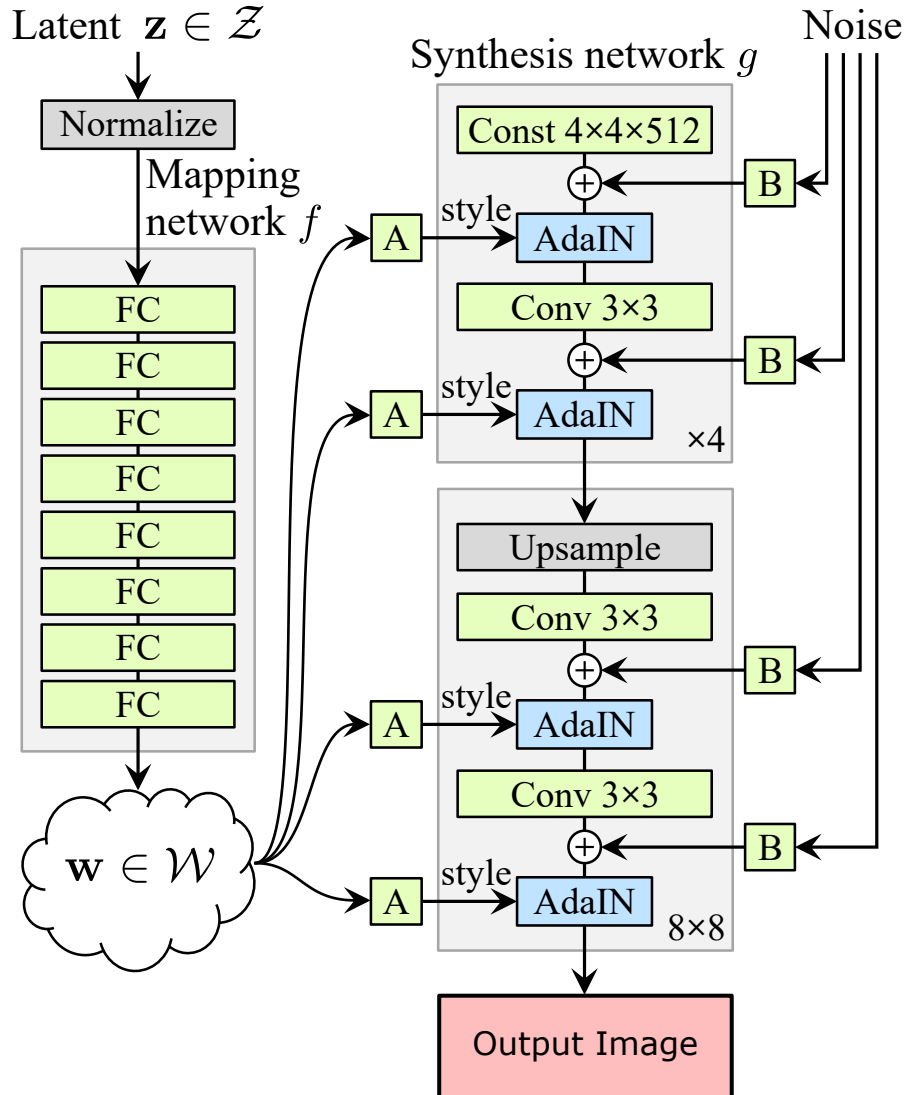 Latent z ∈ 𝒵
Noise
Synthesis network g
Normalize
Const 4×4×512
Mapping
network f
+
B
style
A
AdaIN
FC
Conv 3×3
FC
+
B
FC
style
A
AdaIN
×4
FC
FC
Upsample
FC
Conv 3×3
FC
+
B
FC
style
A
AdaIN
Conv 3×3
w ∈ 𝒲
+
B
style
A
AdaIN
8×8
Output Image